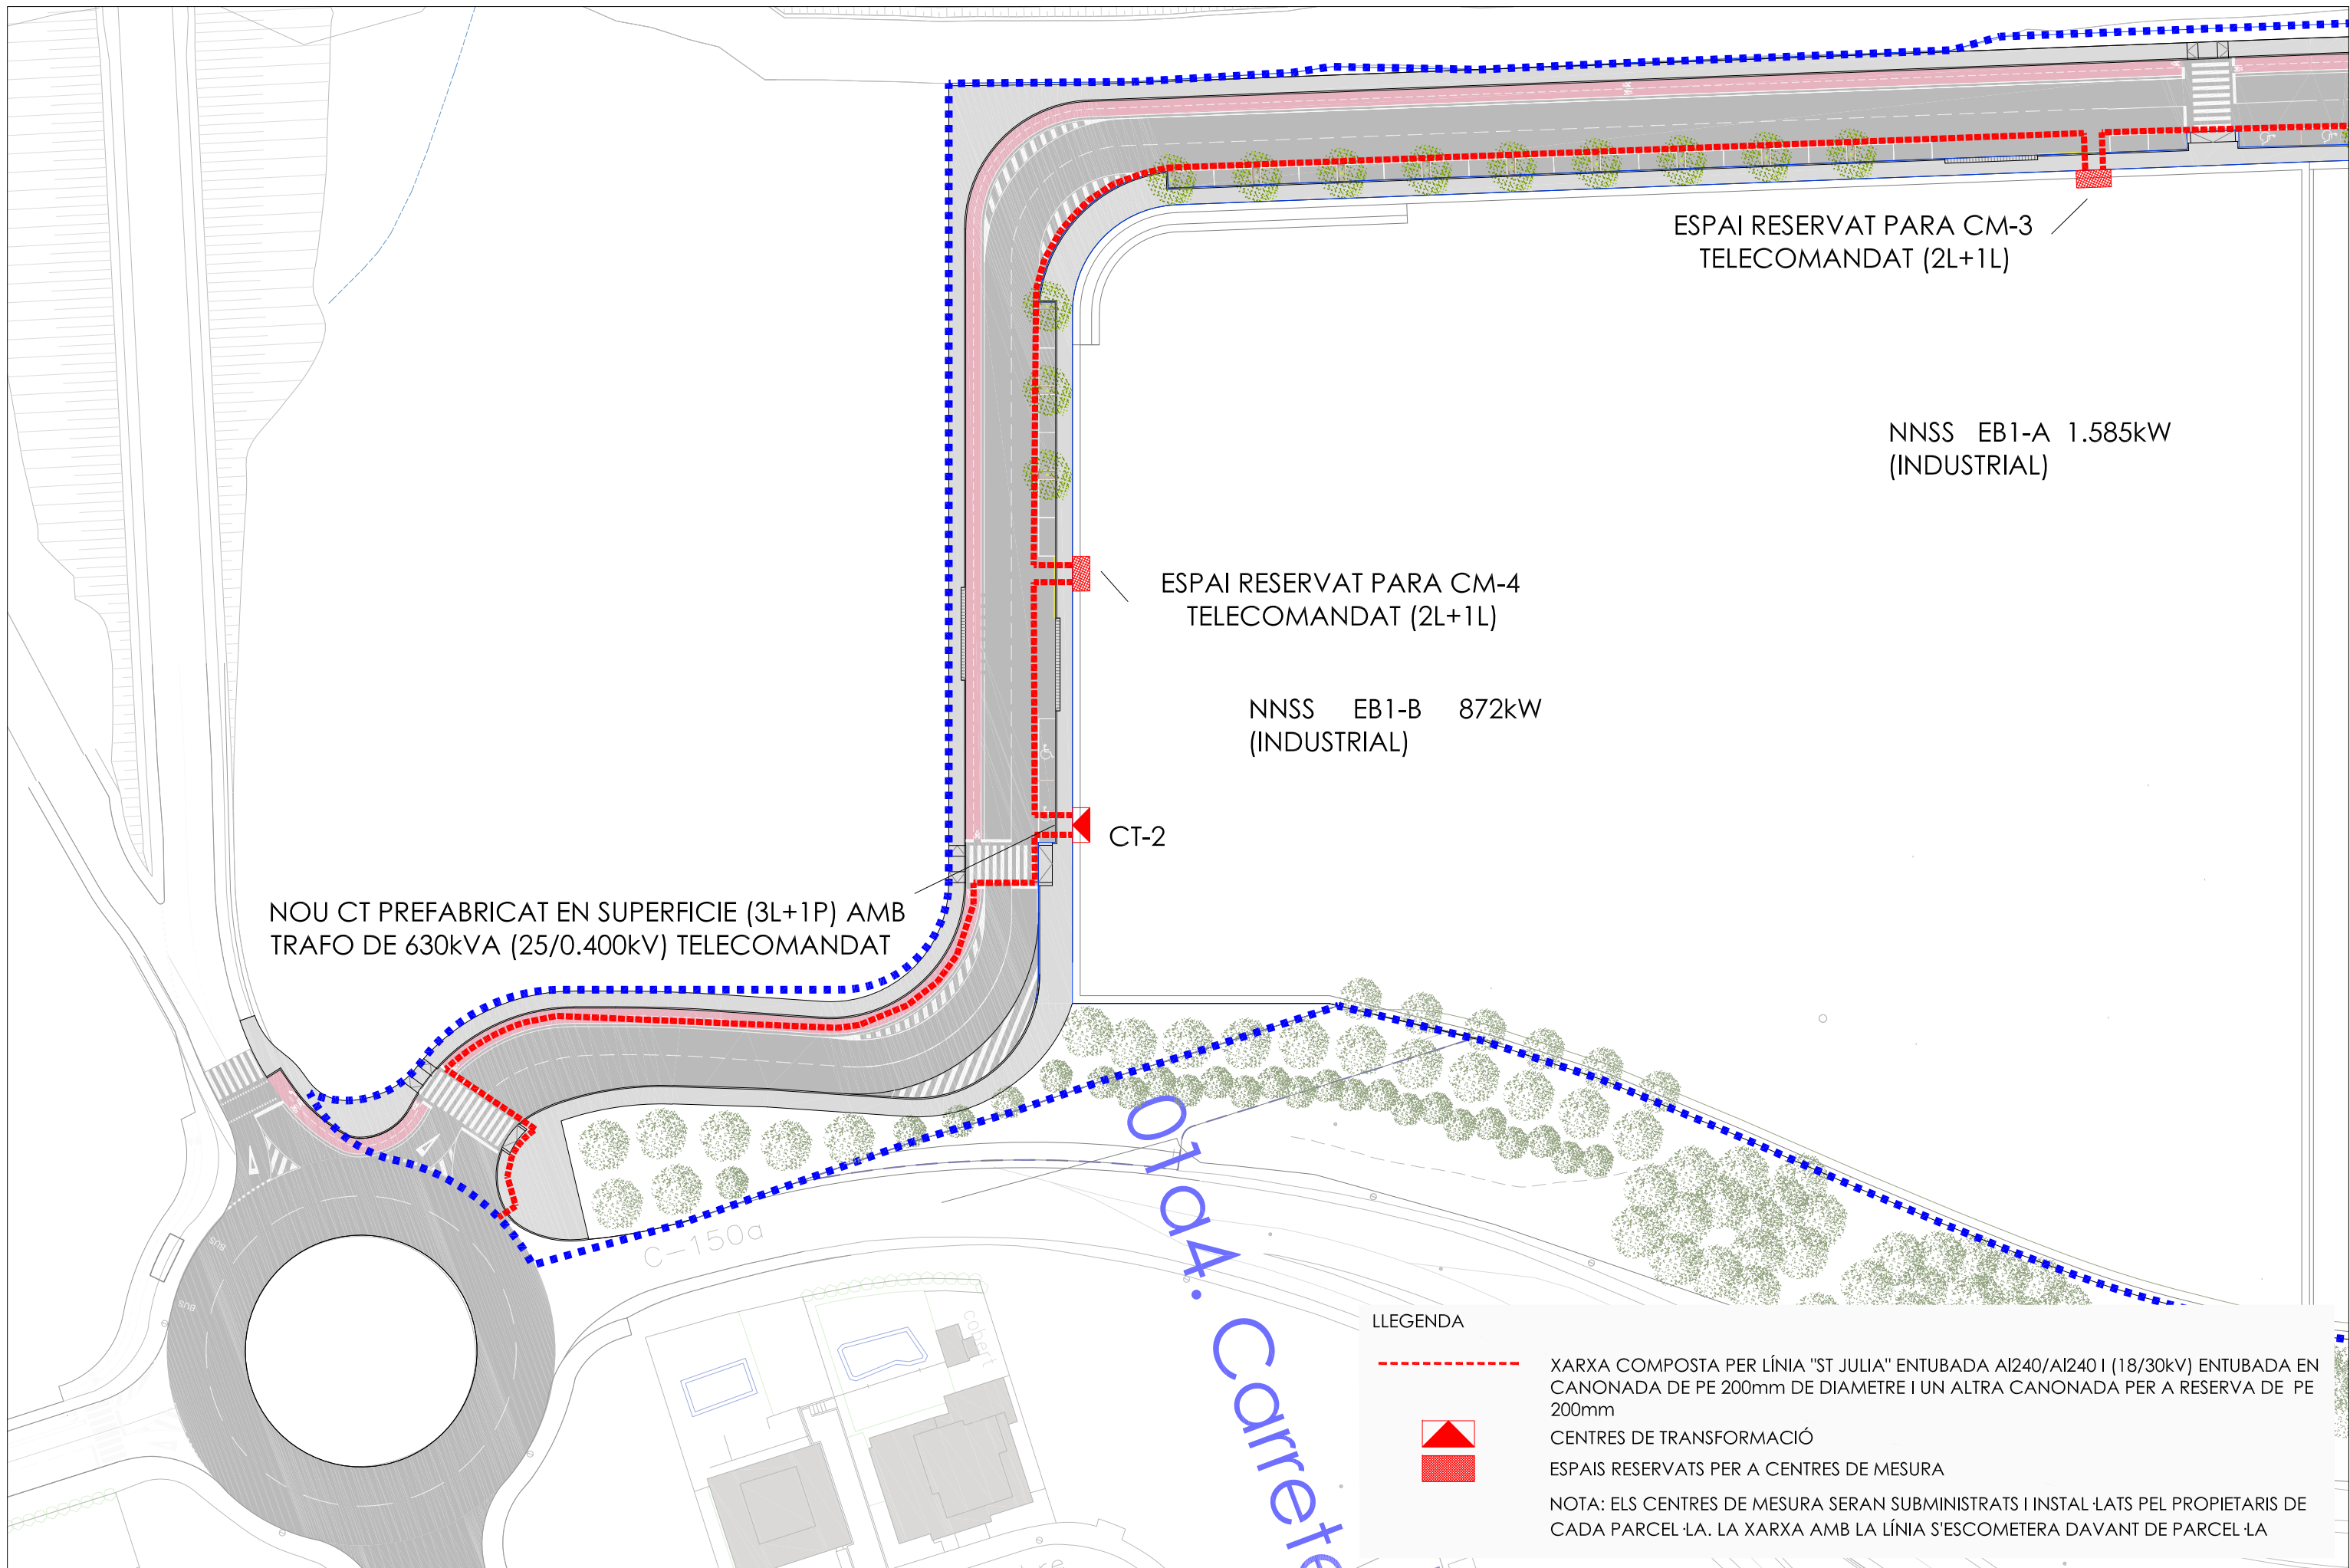 ESPAI RESERVAT PARA CM-3
TELECOMANDAT (2L+1L)
NNSS EB1-A 1.585kW
(INDUSTRIAL)
ESPAI RESERVAT PARA CM-4
TELECOMANDAT (2L+1L)
NNSS EB1-B 872kW
(INDUSTRIAL)
CT-2
NOU CT PREFABRICAT EN SUPERFICIE (3L+1P) AMB
TRAFO DE 630kVA (25/0.400kV) TELECOMANDAT
C-150a
BUS
BUS
cobert
01d4. Carrete
LLEGENDA
XARXA COMPOSTA PER LÍNIA "ST JULIA" ENTUBADA Al240/Al240 I (18/30kV) ENTUBADA EN
CANONADA DE PE 200mm DE DIAMETRE I UN ALTRA CANONADA PER A RESERVA DE PE
200mm
CENTRES DE TRANSFORMACIÓ
ESPAIS RESERVATS PER A CENTRES DE MESURA
NOTA: ELS CENTRES DE MESURA SERAN SUBMINISTRATS I INSTAL·LATS PEL PROPIETARIS DE
CADA PARCEL·LA. LA XARXA AMB LA LÍNIA S'ESCOMETERA DAVANT DE PARCEL·LA